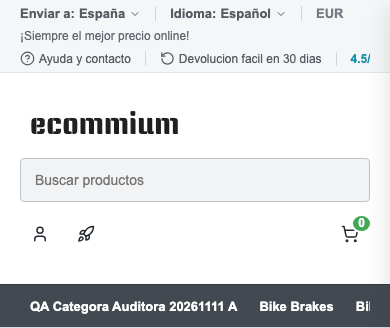 Enviar a: España Idioma: Español EUR
¡Siempre el mejor precio online!
Ayuda y contacto Devolucion facil en 30 dias 4.5/
ecommium
Buscar productos
0
QA Categora Auditora 20261111 A Bike Brakes Bi